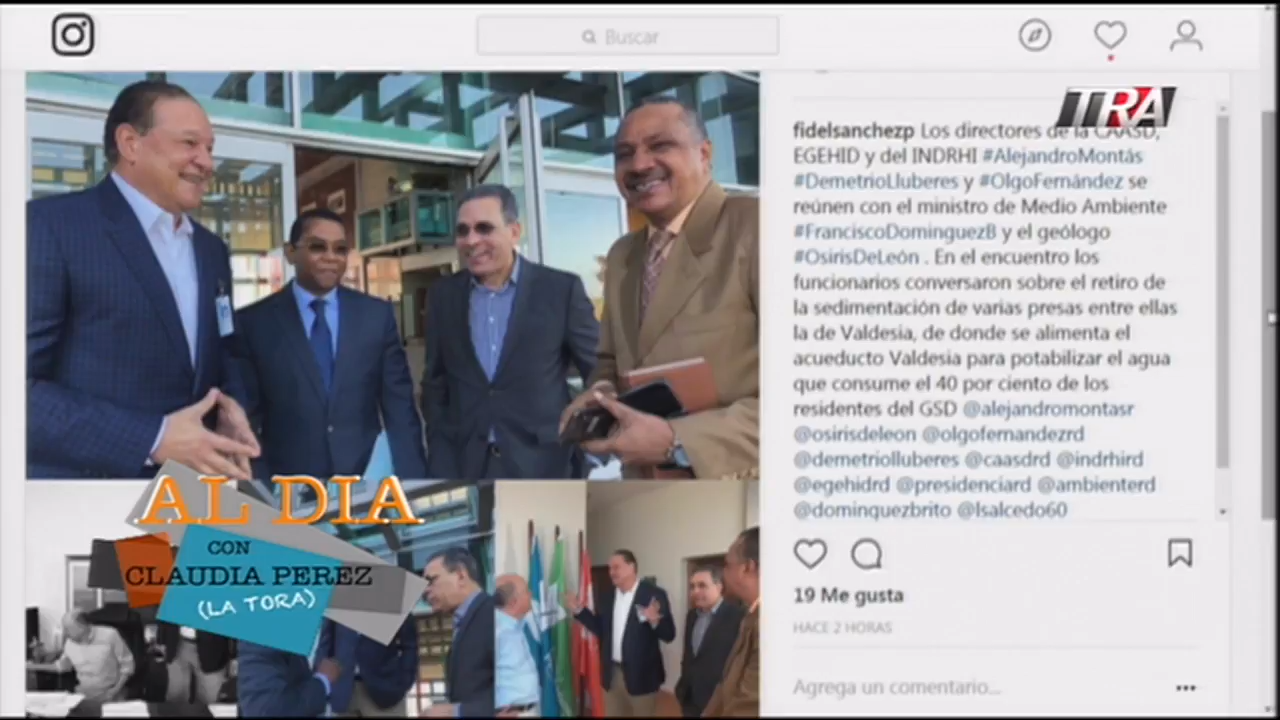 Buscar
TRA
fidelsanchezp Los directores de la CAASD,
EGEHID y del INDRHI #AlejandroMontás
#DemetrioLluberes y #OlgoFernández se
reúnen con el ministro de Medio Ambiente
#FranciscoDominguezB y el geólogo
#OsirisDeLeón . En el encuentro los
funcionarios conversaron sobre el retiro de
la sedimentación de varias presas entre ellas
la de Valdesia, de donde se alimenta el
acueducto Valdesia para potabilizar el agua
que consume el 40 por ciento de los
residentes del GSD @alejandromontasr
@osirisdeleon @olgofernandezrd
@demetriolluberes @caasdrd @indrhird
@egehidrd @presidenciard @ambienterd
@dominguezbrito @lsalcedo60
19 Me gusta
HACE 2 HORAS
Agrega un comentario...
AL DIA
CON
CLAUDIA PEREZ
(LA TORA)